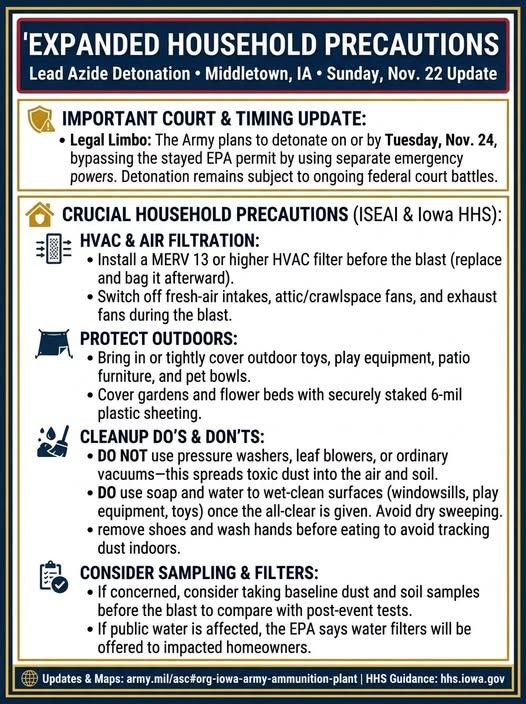 'EXPANDED HOUSEHOLD PRECAUTIONS
Lead Azide Detonation • Middletown, IA • Sunday, Nov. 22 Update
IMPORTANT COURT & TIMING UPDATE:
• Legal Limbo: The Army plans to detonate on or by Tuesday, Nov. 24,
bypassing the stayed EPA permit by using separate emergency
powers. Detonation remains subject to ongoing federal court battles.
CRUCIAL HOUSEHOLD PRECAUTIONS (ISEAI & Iowa HHS):
HVAC & AIR FILTRATION:
• Install a MERV 13 or higher HVAC filter before the blast (replace
and bag it afterward).
• Switch off fresh-air intakes, attic/crawlspace fans, and exhaust
fans during the blast.
PROTECT OUTDOORS:
• Bring in or tightly cover outdoor toys, play equipment, patio
furniture, and pet bowls.
• Cover gardens and flower beds with securely staked 6-mil
plastic sheeting.
CLEANUP DO'S & DON'TS:
• DO NOT use pressure washers, leaf blowers, or ordinary
vacuums—this spreads toxic dust into the air and soil.
• DO use soap and water to wet-clean surfaces (windowsills, play
equipment, toys) once the all-clear is given. Avoid dry sweeping.
• remove shoes and wash hands before eating to avoid tracking
dust indoors.
CONSIDER SAMPLING & FILTERS:
• If concerned, consider taking baseline dust and soil samples
before the blast to compare with post-event tests.
• If public water is affected, the EPA says water filters will be
offered to impacted homeowners.
Updates & Maps: army.mil/asc#org-iowa-army-ammunition-plant | HHS Guidance: hhs.iowa.gov